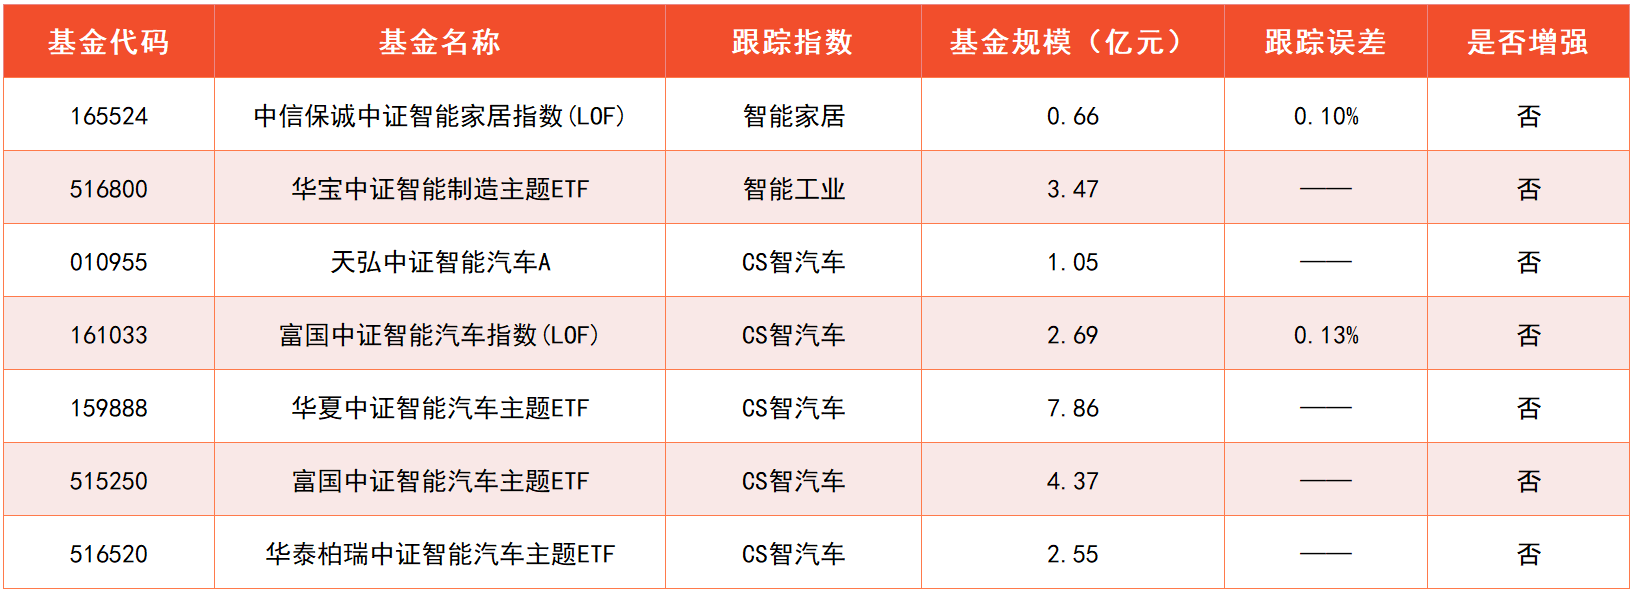 基金代码 基金名称 跟踪指数 基金规模（亿元） 跟踪误差 是否增强
165524 中信保诚中证智能家居指数(LOF) 智能家居 0.66 0.10% 否
516800 华宝中证智能制造主题ETF 智能工业 3.47 —— 否
010955 天弘中证智能汽车A CS智汽车 1.05 —— 否
161033 富国中证智能汽车指数(LOF) CS智汽车 2.69 0.13% 否
159888 华夏中证智能汽车主题ETF CS智汽车 7.86 —— 否
515250 富国中证智能汽车主题ETF CS智汽车 4.37 —— 否
516520 华泰柏瑞中证智能汽车主题ETF CS智汽车 2.55 —— 否